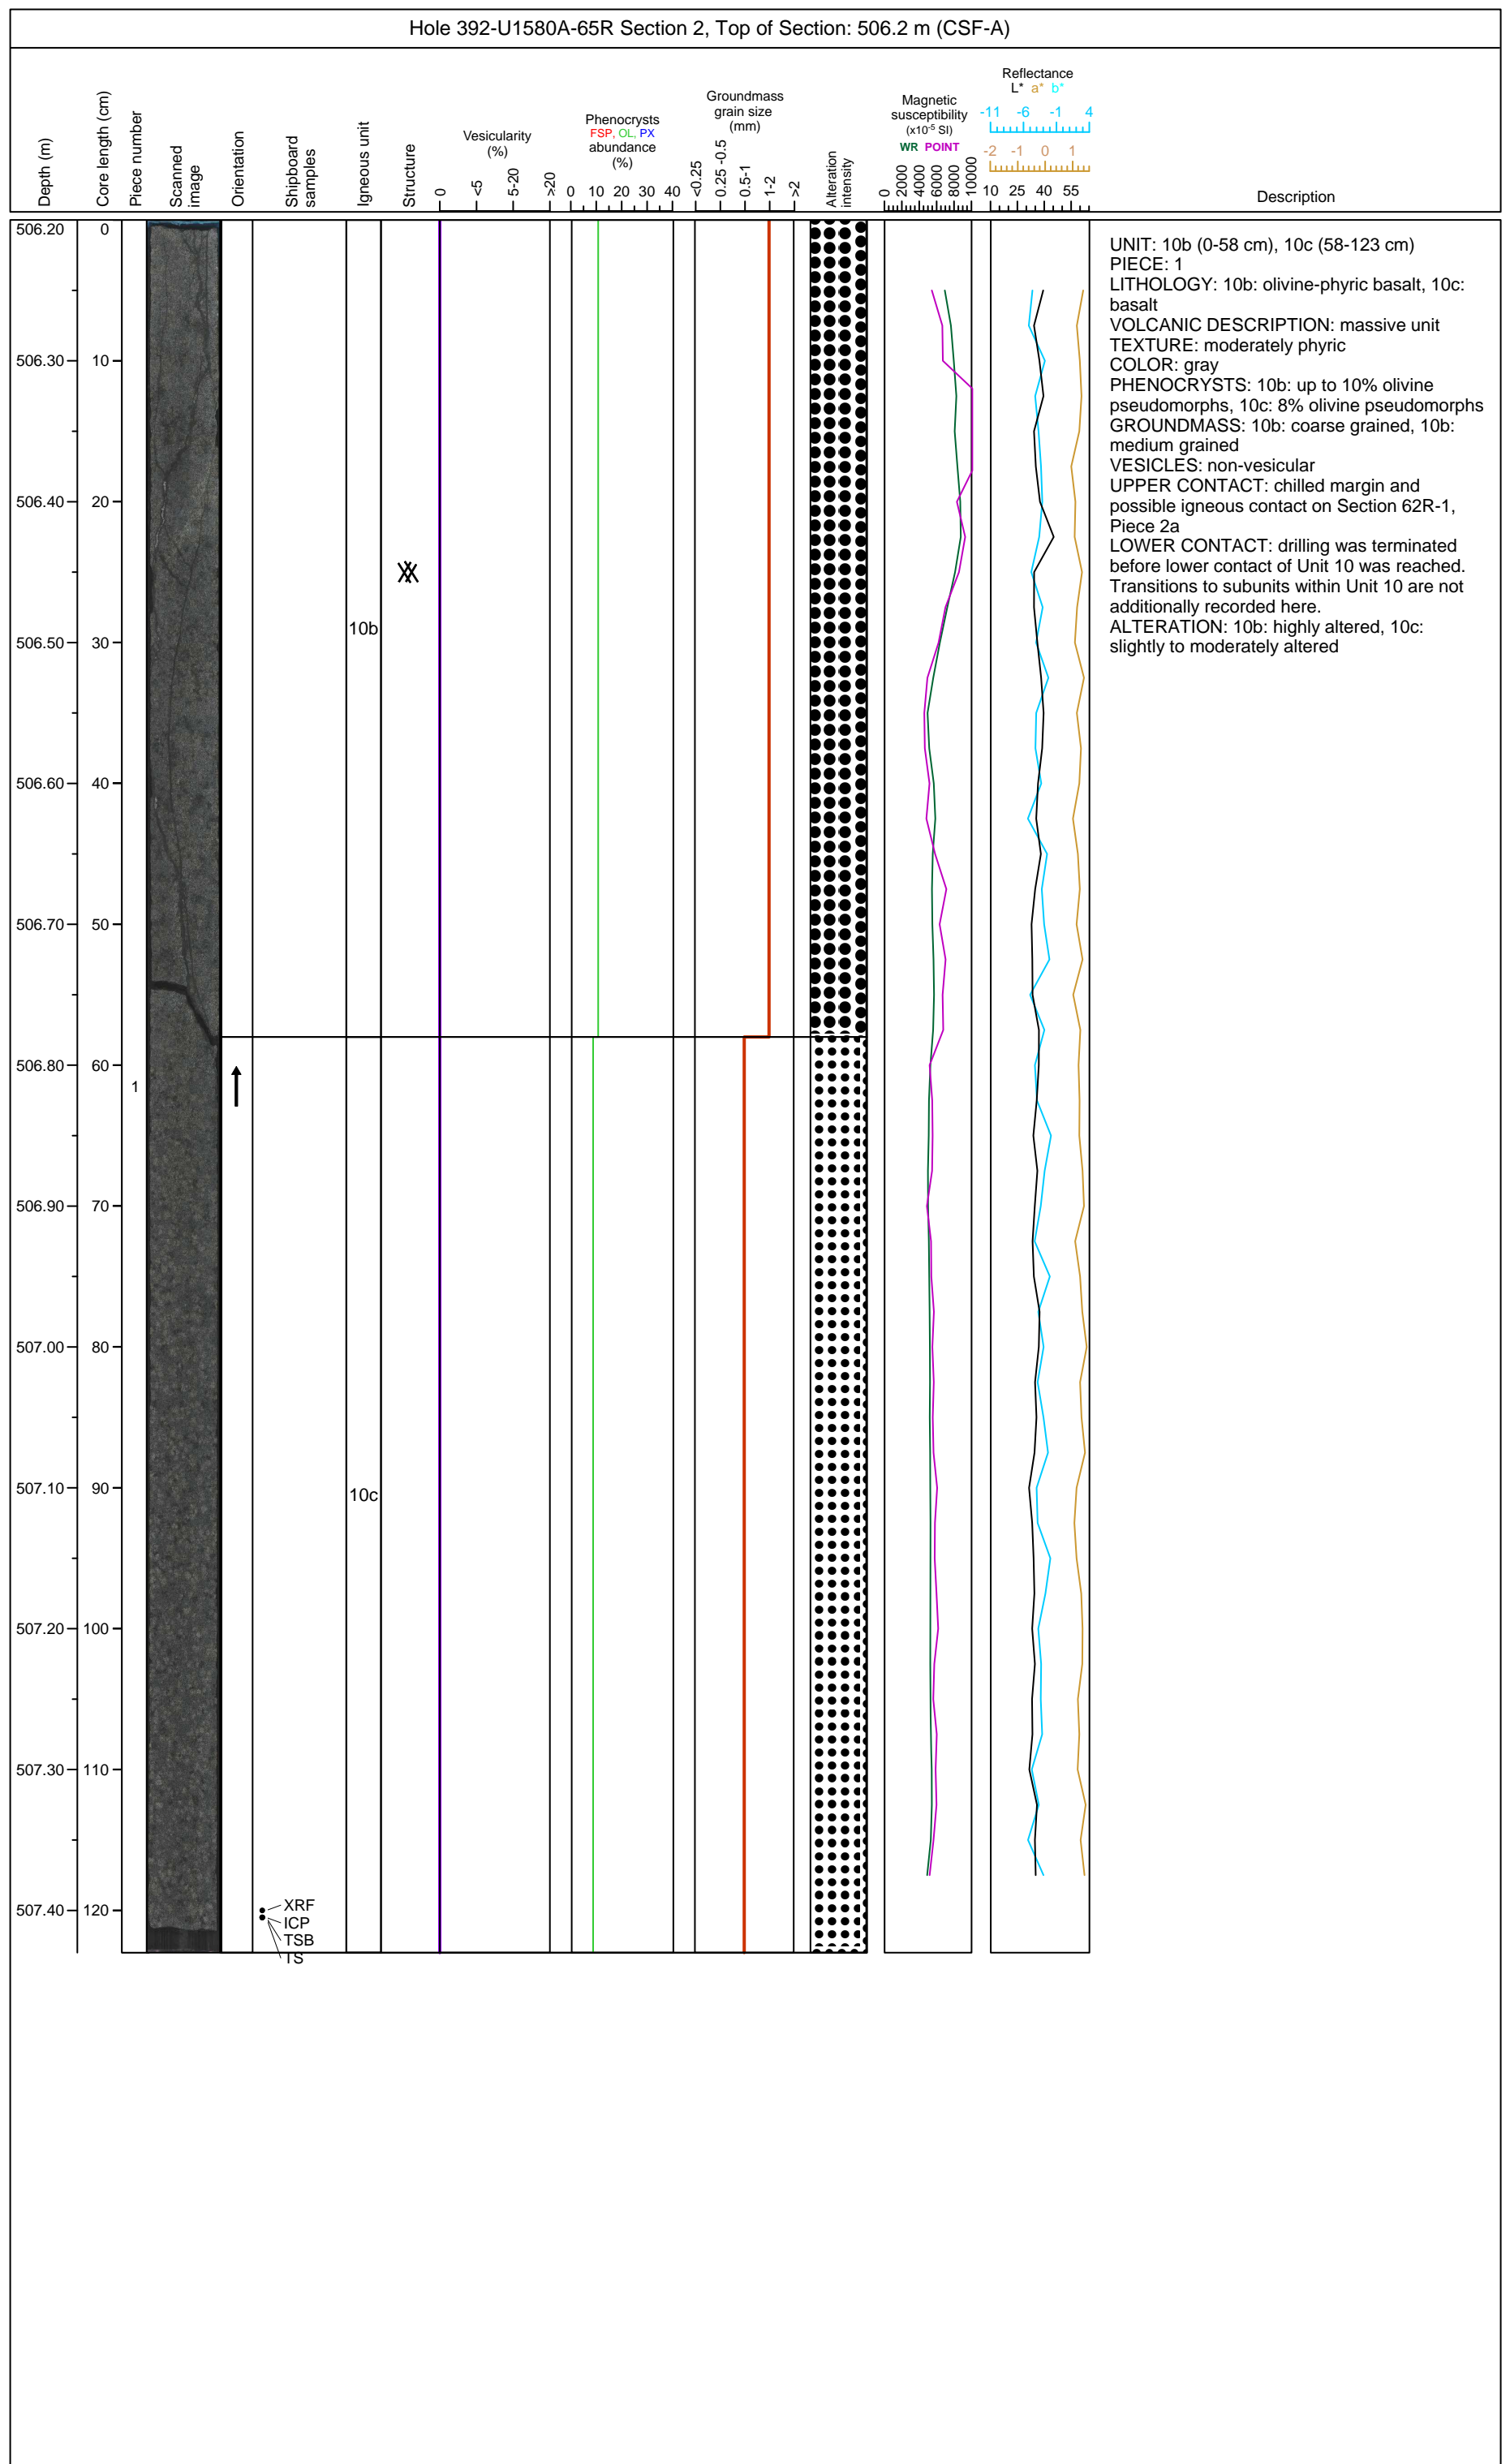 Hole 392-U1580A-65R Section 2, Top of Section: 506.2 m (CSF-A)
Depth (m)
Core length (cm)
Piece number
Scanned
image
Orientation
Shipboard
samples
Igneous unit
Structure
Vesicularity
(%)
0
<5
5-20
>20
Phenocrysts
FSP, OL, PX
abundance
(%)
0 10 20 30 40
Groundmass
grain size
(mm)
<0.25
0.25 -0.5
0.5-1
1-2
>2
Alteration
intensity
Magnetic
susceptibility
(x10-5 SI)
WR POINT
0
2000
4000
6000
8000
10000
Reflectance
L* a* b*
-11 -6 -1 4
-2 -1 0 1
10 25 40 55
Description
506.20 0
506.30 10
506.40 20
506.50 30
506.60 40
506.70 50
506.80 60
506.90 70
507.00 80
507.10 90
507.20 100
507.30 110
507.40 120
1
10b
10c
XRF
ICP
TSB
TS
UNIT: 10b (0-58 cm), 10c (58-123 cm)
PIECE: 1
LITHOLOGY: 10b: olivine-phyric basalt, 10c:
basalt
VOLCANIC DESCRIPTION: massive unit
TEXTURE: moderately phyric
COLOR: gray
PHENOCRYSTS: 10b: up to 10% olivine
pseudomorphs, 10c: 8% olivine pseudomorphs
GROUNDMASS: 10b: coarse grained, 10b:
medium grained
VESICLES: non-vesicular
UPPER CONTACT: chilled margin and
possible igneous contact on Section 62R-1,
Piece 2a
LOWER CONTACT: drilling was terminated
before lower contact of Unit 10 was reached.
Transitions to subunits within Unit 10 are not
additionally recorded here.
ALTERATION: 10b: highly altered, 10c:
slightly to moderately altered